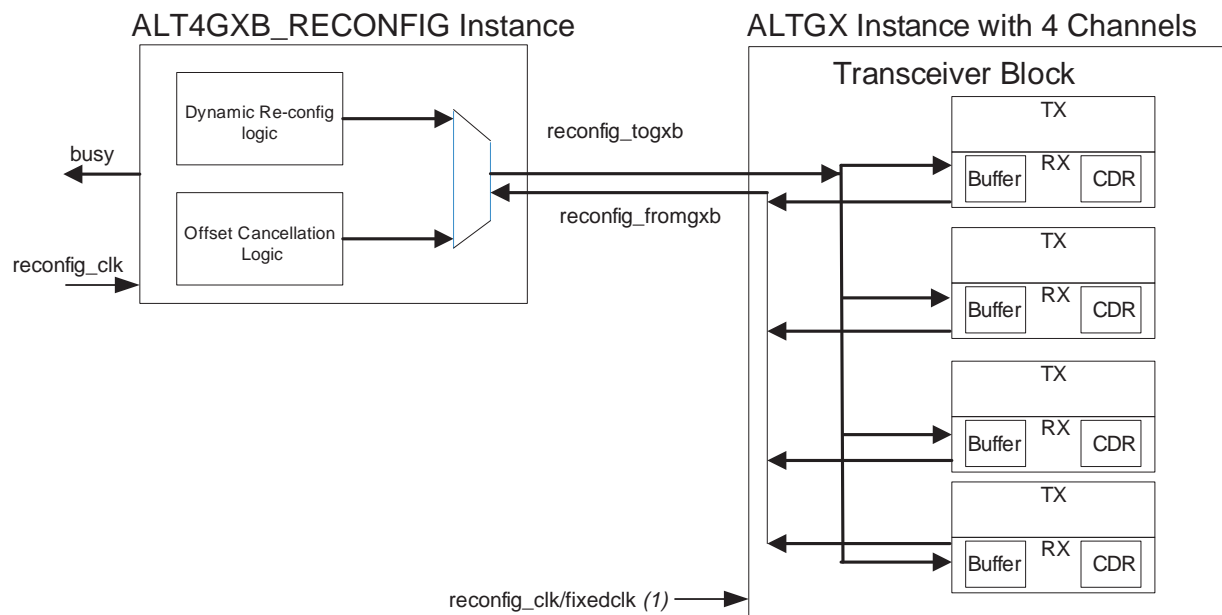 ALT4GXB_RECONFIG Instance
ALTGX Instance with 4 Channels
Transceiver Block
Dynamic Re-config
logic
Offset Cancellation
Logic
busy
reconfig_clk
reconfig_togxb
reconfig_fromgxb
TX
Buffer RX CDR
TX
Buffer RX CDR
TX
Buffer RX CDR
TX
Buffer RX CDR
reconfig_clk/fixedclk (1)